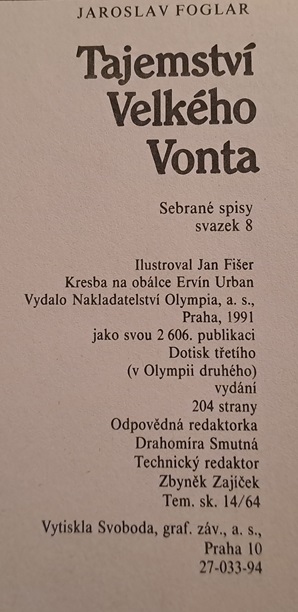 JAROSLAV FOGLAR
Tajemství
Velkého
Vonta
Sebrané spisy
svazek 8
Ilustroval Jan Fišer
Kresba na obálce Ervín Urban
Vydalo Nakladatelství Olympia, a. s.,
Praha, 1991
jako svou 2 606. publikaci
Dotisk třetího
(v Olympii druhého)
vydání
204 strany
Odpovědná redaktorka
Drahomíra Smutná
Technický redaktor
Zbyněk Zajíček
Tem. sk. 14/64
Vytiskla Svoboda, graf. záv., a. s.,
Praha 10
27-033-94